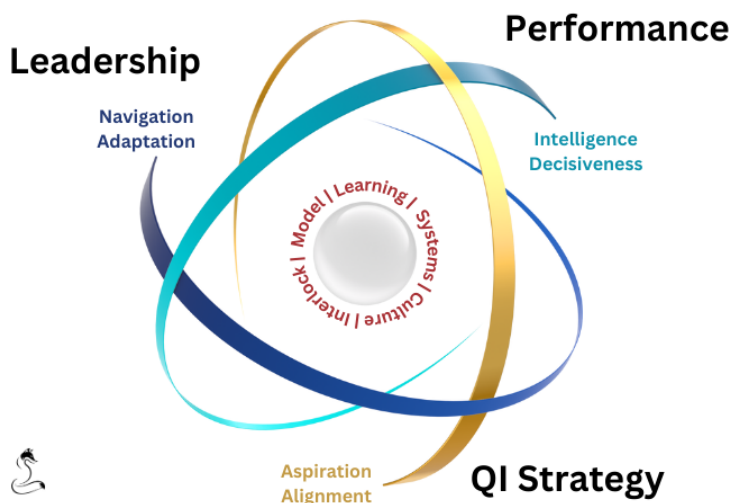 Performance
Leadership
Navigation
Adaptation
Intelligence
Decisiveness
Model | Learning | Systems | Culture | Interlock |
Aspiration
Alignment
QI Strategy